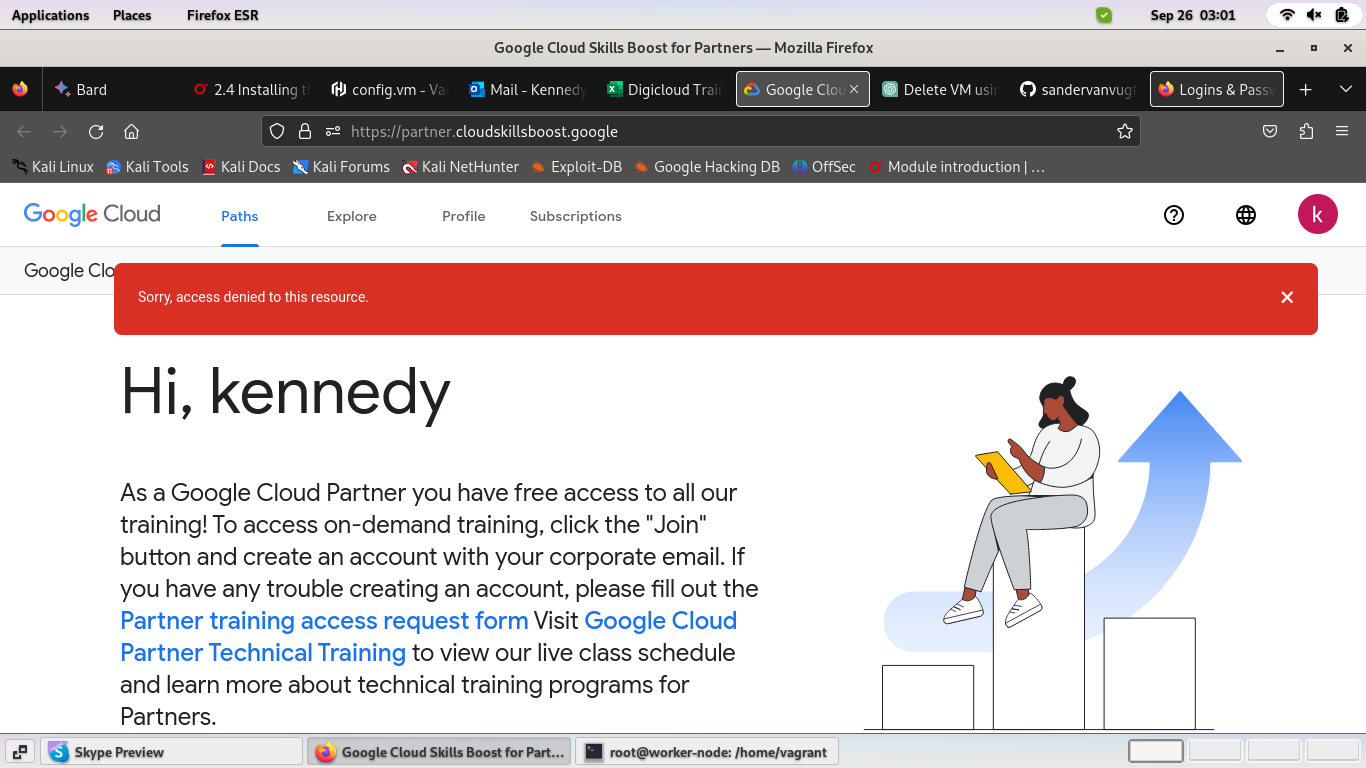 Applications Places Firefox ESR Sep 26 03:01
Google Cloud Skills Boost for Partners — Mozilla Firefox
Bard 2.4 Installing config.vm - Mail - Kennedy Digicloud Google Clou Delete VM sandervanvugt Logins &
https://partner.cloudskillsboost.google
Kali Linux Kali Tools Kali Docs Kali Forums Kali NetHunter Exploit-DB Google Hacking DB OffSec Module introduction | ...
Google Cloud Paths Explore Profile Subscriptions k
Google Clo
Sorry, access denied to this resource.
Hi, kennedy
As a Google Cloud Partner you have free access to all our
training! To access on-demand training, click the "Join"
button and create an account with your corporate email. If
you have any trouble creating an account, please fill out the
Partner training access request form Visit Google Cloud
Partner Technical Training to view our live class schedule
and learn more about technical training programs for
Partners.
Skype Preview Google Cloud Skills Boost for Part... root@worker-node: /home/vagrant